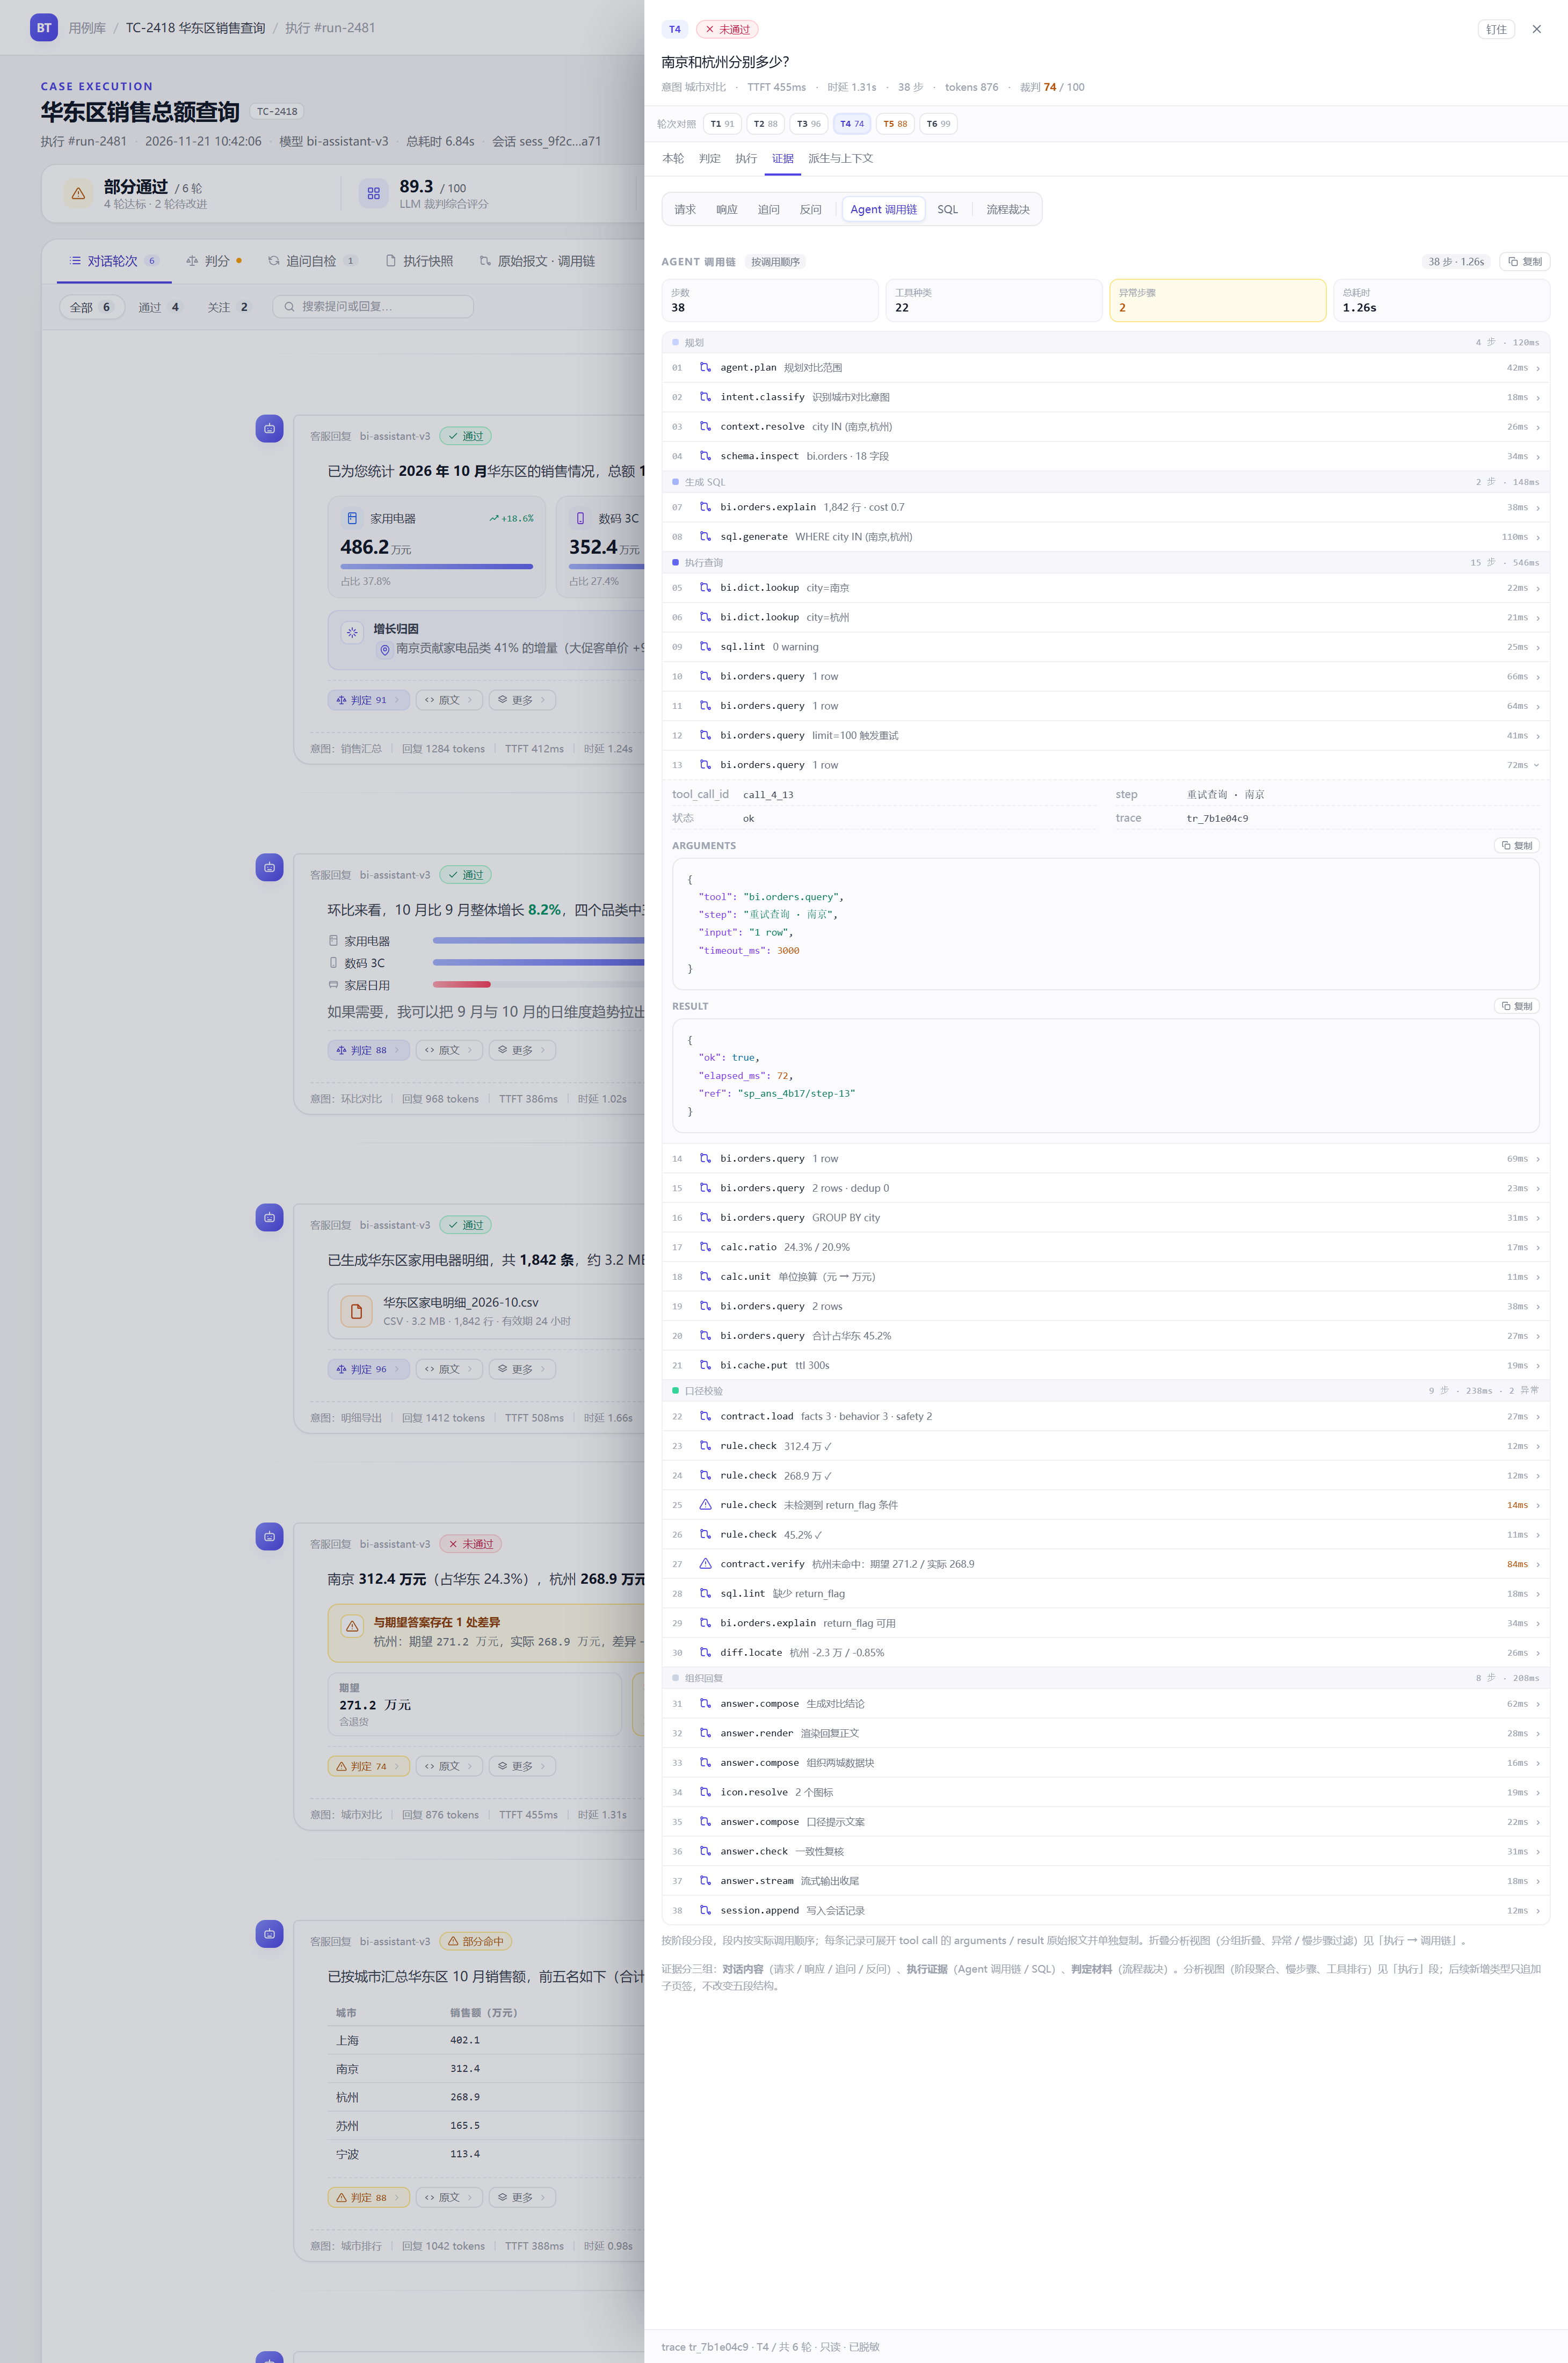 BT 用例库 / TC-2418 华东区销售查询 / 执行 #run-2481
CASE EXECUTION
华东区销售总额查询 TC-2418
执行 #run-2481 · 2026-11-21 10:42:06 · 模型 bi-assistant-v3 · 总耗时 6.84s · 会话 sess_9f2c…a71
部分通过 / 6 轮
4 轮达标 · 2 轮待改进
89.3 / 100
LLM 裁判综合评分
对话轮次 6 判分 追问自检 1 执行快照 原始报文 · 调用链
全部 6 通过 4 关注 2 搜索提问或回复…
客服回复 bi-assistant-v3 通过
已为您统计 2026 年 10 月华东区的销售情况，总额 1
家用电器 +18.6%
486.2 万元
占比 37.8%
数码 3C
352.4 万元
占比 27.4%
增长归因
南京贡献家电品类 41% 的增量（大促客单价 +9
判定 91 原文 更多
意图：销售汇总 回复 1284 tokens TTFT 412ms 时延 1.24s
客服回复 bi-assistant-v3 通过
环比来看，10 月比 9 月整体增长 8.2%，四个品类中
家用电器
数码 3C
家居日用
如果需要，我可以把 9 月与 10 月的日维度趋势拉出
判定 88 原文 更多
意图：环比对比 回复 968 tokens TTFT 386ms 时延 1.02s
客服回复 bi-assistant-v3 通过
已生成华东区家用电器明细，共 1,842 条，约 3.2 MB
华东区家电明细_2026-10.csv
CSV · 3.2 MB · 1,842 行 · 有效期 24 小时
判定 96 原文 更多
意图：明细导出 回复 1412 tokens TTFT 508ms 时延 1.66s
客服回复 bi-assistant-v3 未通过
南京 312.4 万元（占华东 24.3%），杭州 268.9 万元
与期望答案存在 1 处差异
杭州：期望 271.2 万元，实际 268.9 万元，差异 -
期望
271.2 万元
含退货
判定 74 原文 更多
意图：城市对比 回复 876 tokens TTFT 455ms 时延 1.31s
客服回复 bi-assistant-v3 部分命中
已按城市汇总华东区 10 月销售额，前五名如下（合计
城市 销售额（万元）
上海 402.1
南京 312.4
杭州 268.9
苏州 165.5
宁波 113.4
判定 88 原文 更多
意图：城市排行 回复 1042 tokens TTFT 388ms 时延 0.98s
T4 未通过 钉住
南京和杭州分别多少？
意图 城市对比 · TTFT 455ms · 时延 1.31s · 38 步 · tokens 876 · 裁判 74 / 100
轮次对照 T1 91 T2 88 T3 96 T4 74 T5 88 T6 99
本轮 判定 执行 证据 派生与上下文
请求 响应 追问 反问 Agent 调用链 SQL 流程裁决
AGENT 调用链 按调用顺序 38 步 · 1.26s 复制
步数
38
工具种类
22
异常步骤
2
总耗时
1.26s
规划 4 步 · 120ms
01 agent.plan 规划对比范围 42ms
02 intent.classify 识别城市对比意图 18ms
03 context.resolve city IN (南京,杭州) 26ms
04 schema.inspect bi.orders · 18 字段 34ms
生成 SQL 2 步 · 148ms
07 bi.orders.explain 1,842 行 · cost 0.7 38ms
08 sql.generate WHERE city IN (南京,杭州) 110ms
执行查询 15 步 · 546ms
05 bi.dict.lookup city=南京 22ms
06 bi.dict.lookup city=杭州 21ms
09 sql.lint 0 warning 25ms
10 bi.orders.query 1 row 66ms
11 bi.orders.query 1 row 64ms
12 bi.orders.query limit=100 触发重试 41ms
13 bi.orders.query 1 row 72ms
tool_call_id call_4_13 step 重试查询 · 南京
状态 ok trace tr_7b1e04c9
ARGUMENTS 复制
{
"tool": "bi.orders.query",
"step": "重试查询 · 南京",
"input": "1 row",
"timeout_ms": 3000
}
RESULT 复制
{
"ok": true,
"elapsed_ms": 72,
"ref": "sp_ans_4b17/step-13"
}
14 bi.orders.query 1 row 69ms
15 bi.orders.query 2 rows · dedup 0 23ms
16 bi.orders.query GROUP BY city 31ms
17 calc.ratio 24.3% / 20.9% 17ms
18 calc.unit 单位换算（元 → 万元） 11ms
19 bi.orders.query 2 rows 38ms
20 bi.orders.query 合计占华东 45.2% 27ms
21 bi.cache.put ttl 300s 19ms
口径校验 9 步 · 238ms · 2 异常
22 contract.load facts 3 · behavior 3 · safety 2 27ms
23 rule.check 312.4 万 ✓ 12ms
24 rule.check 268.9 万 ✓ 12ms
25 rule.check 未检测到 return_flag 条件 14ms
26 rule.check 45.2% ✓ 11ms
27 contract.verify 杭州未命中：期望 271.2 / 实际 268.9 84ms
28 sql.lint 缺少 return_flag 18ms
29 bi.orders.explain return_flag 可用 34ms
30 diff.locate 杭州 -2.3 万 / -0.85% 26ms
组织回复 8 步 · 208ms
31 answer.compose 生成对比结论 62ms
32 answer.render 渲染回复正文 28ms
33 answer.compose 组织两城数据块 16ms
34 icon.resolve 2 个图标 19ms
35 answer.compose 口径提示文案 22ms
36 answer.check 一致性复核 31ms
37 answer.stream 流式输出收尾 18ms
38 session.append 写入会话记录 12ms
按阶段分段，段内按实际调用顺序；每条记录可展开 tool call 的 arguments / result 原始报文并单独复制。折叠分析视图（分组折叠、异常 / 慢步骤过滤）见「执行 → 调用链」。
证据分三组：对话内容（请求 / 响应 / 追问 / 反问）、执行证据（Agent 调用链 / SQL）、判定材料（流程裁决）。分析视图（阶段聚合、慢步骤、工具排行）见「执行」段；后续新增类型只追加
子页签，不改变五段结构。
trace tr_7b1e04c9 · T4 / 共 6 轮 · 只读 · 已脱敏